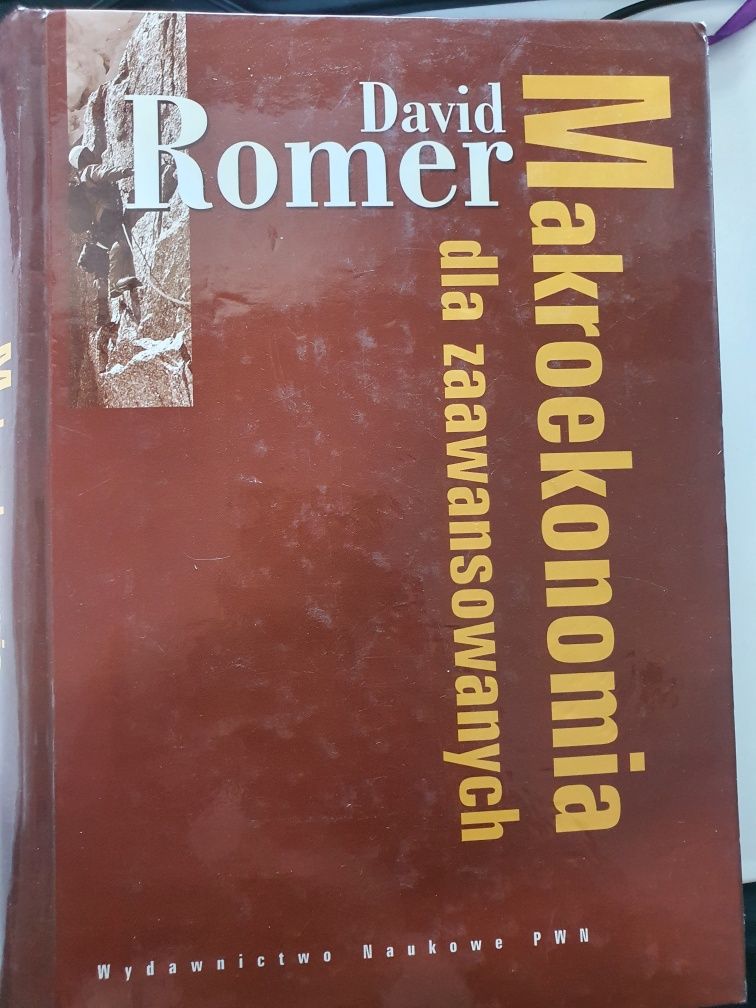 David
Romer
Makroekonomia
dla zaawansowanych
Wydawnictwo Naukowe PWN